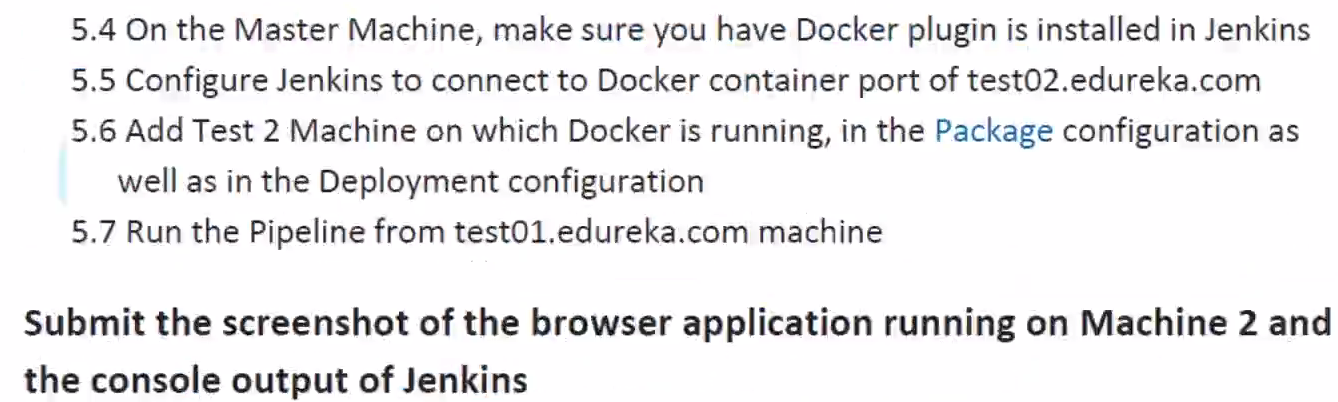 5.4 On the Master Machine, make sure you have Docker plugin is installed in Jenkins
5.5 Configure Jenkins to connect to Docker container port of test02.edureka.com
5.6 Add Test 2 Machine on which Docker is running, in the Package configuration as
well as in the Deployment configuration
5.7 Run the Pipeline from test01.edureka.com machine
Submit the screenshot of the browser application running on Machine 2 and
the console output of Jenkins